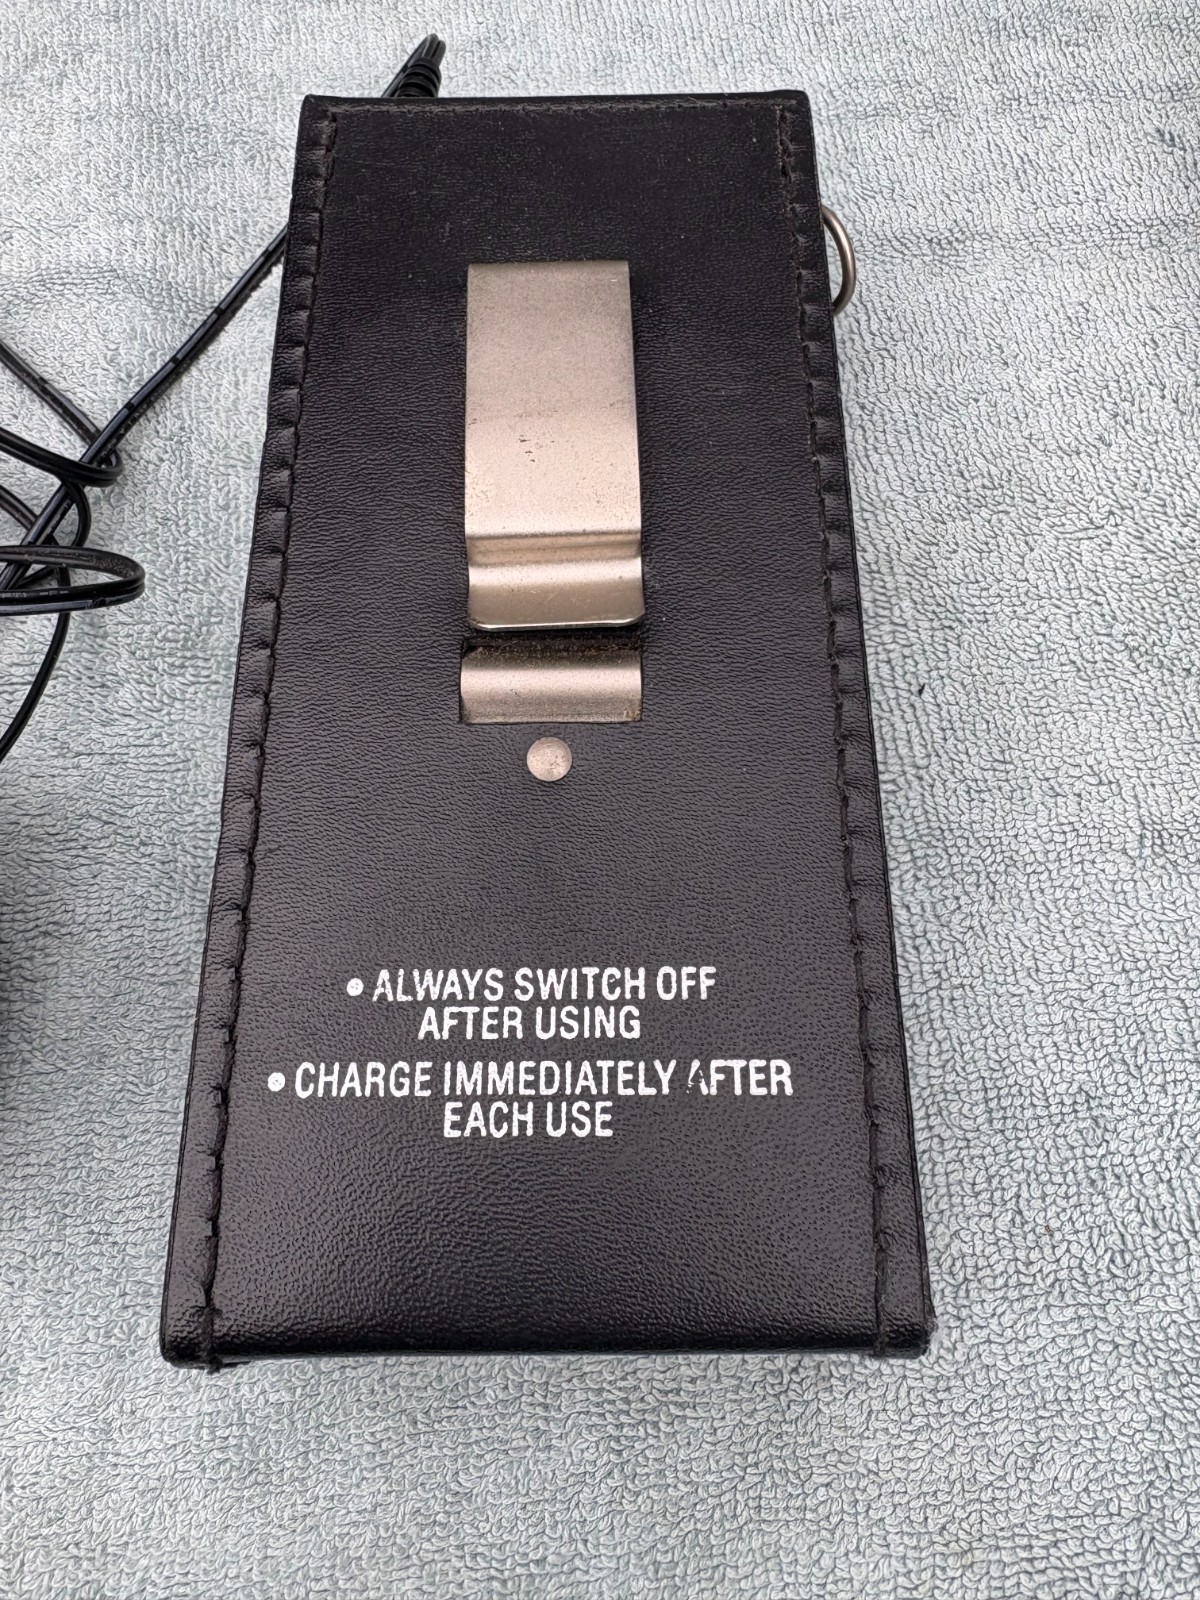 • ALWAYS SWITCH OFF
AFTER USING
• CHARGE IMMEDIATELY AFTER
EACH USE